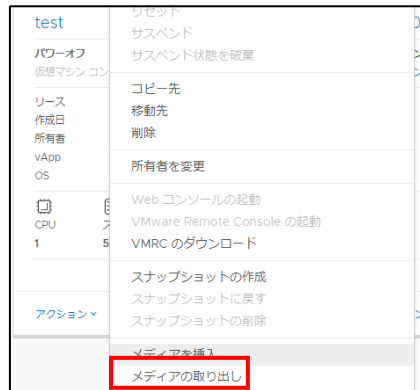 test
パワーオフ
仮想マシン コン
リース
作成日
所有者
vApp
OS
CPU
1
5
アクション
リセット
サスペンド
サスペンド状態を破棄
コピー先
移動先
削除
所有者を変更
Web コンソールの起動
VMware Remote Console の起動
VMRC のダウンロード
スナップショットの作成
スナップショットに戻す
スナップショットの削除
メディアを挿入
メディアの取り出し